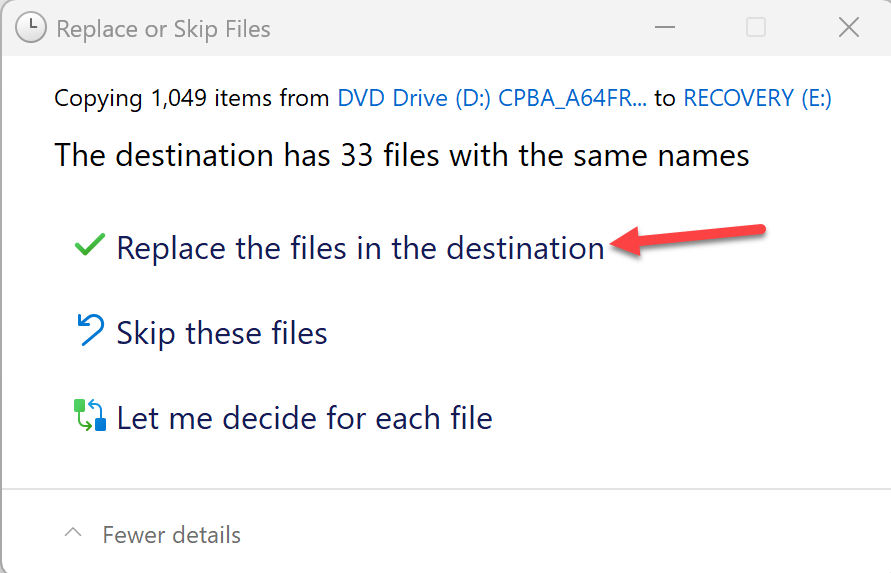 Replace or Skip Files
Copying 1,049 items from DVD Drive (D:) CPBA_A64FR... to RECOVERY (E:)
The destination has 33 files with the same names
Replace the files in the destination
Skip these files
Let me decide for each file
Fewer details